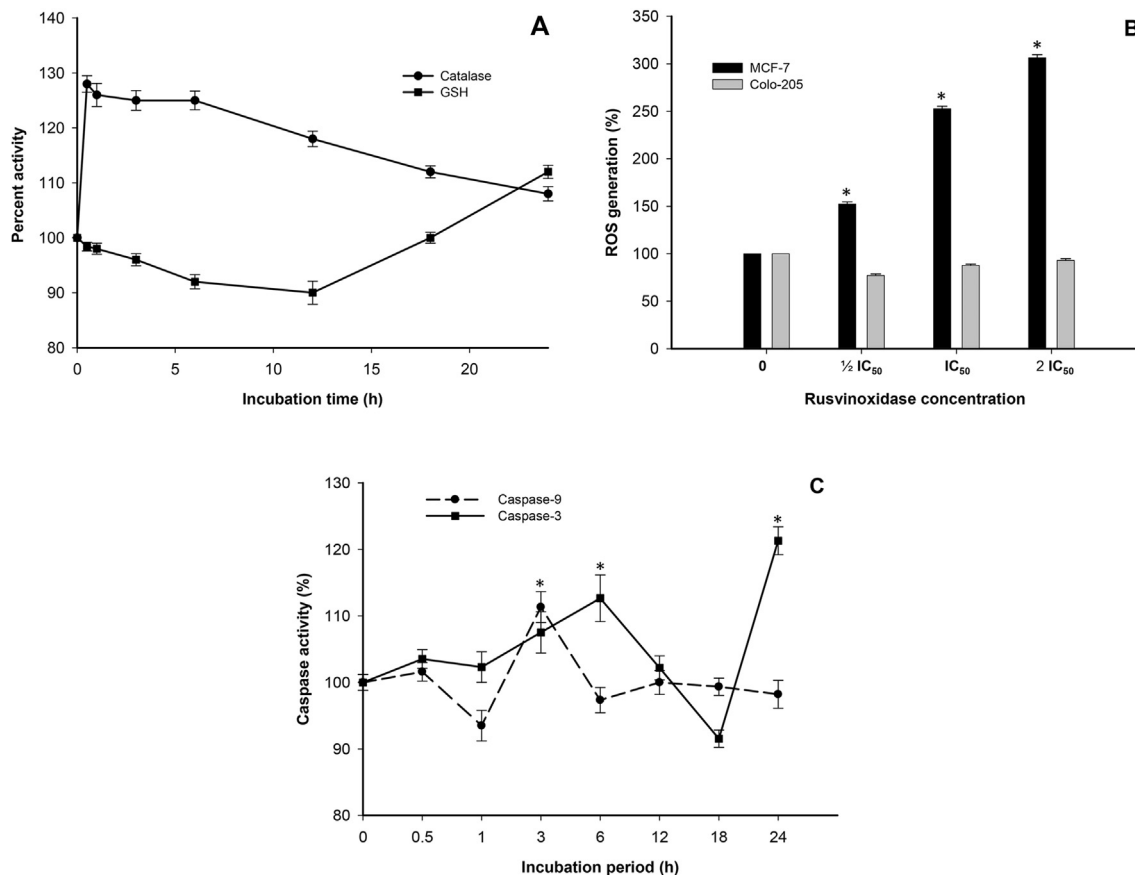 A
140
130
120
110
100
90
80
Percent activity
Catalase
GSH
0 5 10 15 20
Incubation time (h)
B
350
300
250
200
150
100
50
0
ROS generation (%)
MCF-7
Colo-205
*
*
*
0 ½ IC₅₀ IC₅₀ 2 IC₅₀
Rusvinoxidase concentration
C
130
120
110
100
90
80
Caspase activity (%)
Caspase-9
Caspase-3
*
*
*
0 0.5 1 3 6 12 18 24
Incubation period (h)